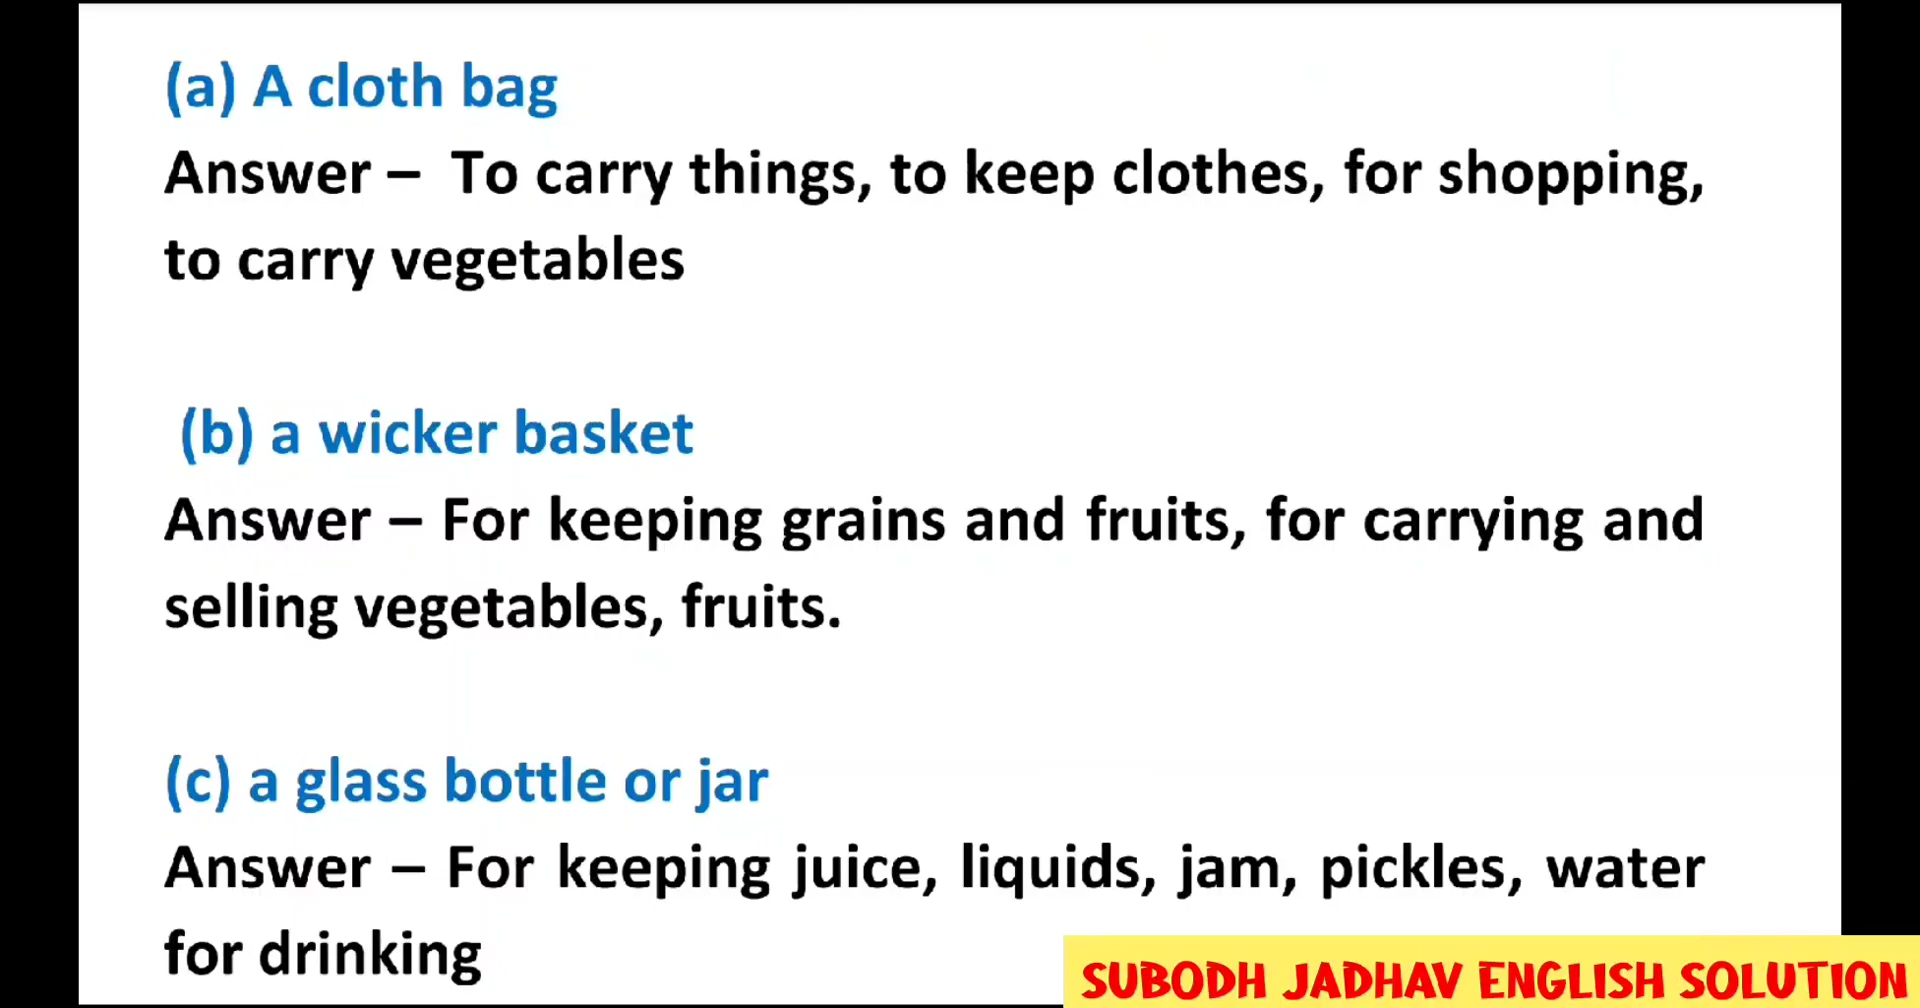 (a) A cloth bag
Answer – To carry things, to keep clothes, for shopping,
to carry vegetables
(b) a wicker basket
Answer – For keeping grains and fruits, for carrying and
selling vegetables, fruits.
(c) a glass bottle or jar
Answer – For keeping juice, liquids, jam, pickles, water
for drinking
SUBODH JADHAV ENGLISH SOLUTION